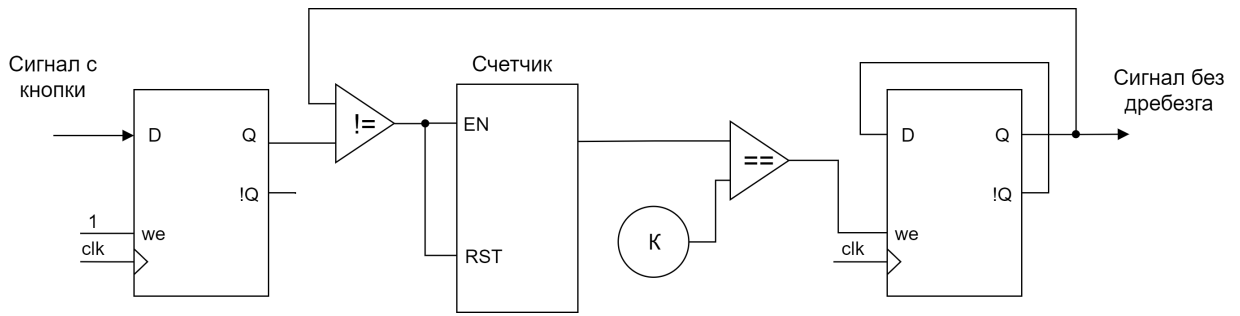 Сигнал с
кнопки
D
Q
!Q
1
we
clk
!=
Счетчик
EN
RST
==
К
clk
D
Q
!Q
we
Сигнал без
дребезга